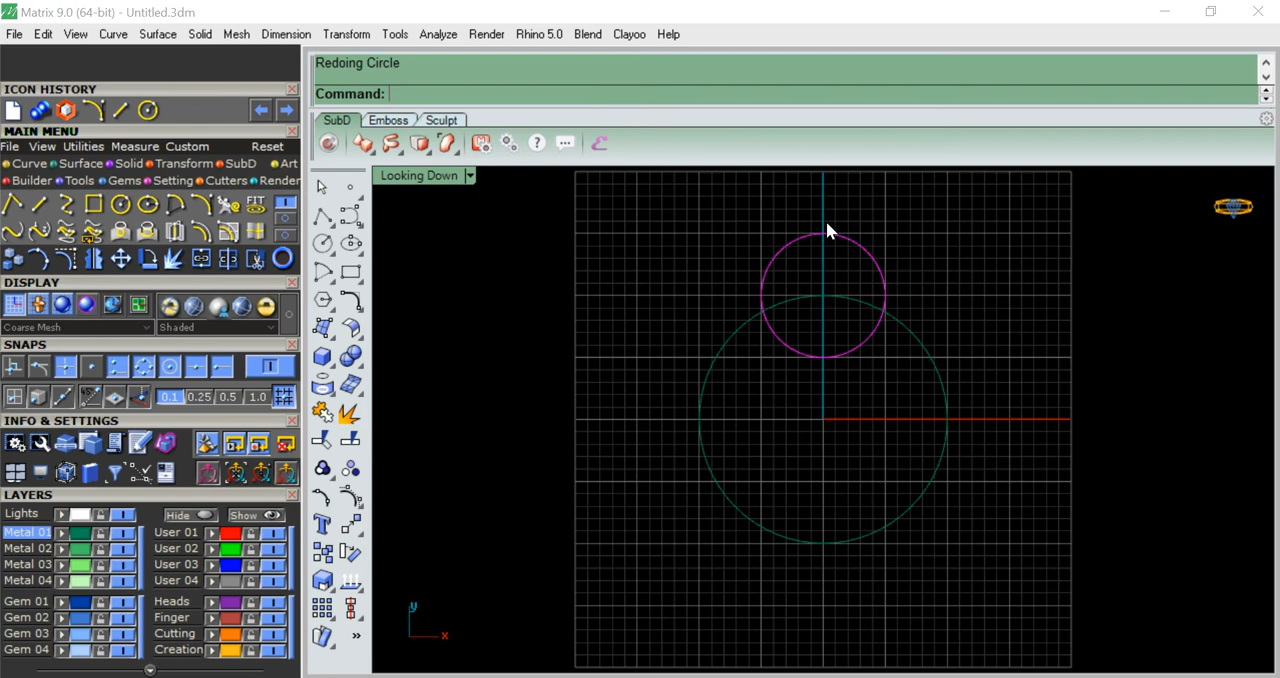 Matrix 9.0 (64-bit) - Untitled.3dm
File Edit View Curve Surface Solid Mesh Dimension Transform Tools Analyze Render Rhino 5.0 Blend Clayoo Help
Redoing Circle
Command:
SubD Emboss Sculpt
Looking Down
y
x
ICON HISTORY
MAIN MENU
File View Utilities Measure Custom Reset
Curve Surface Solid Transform SubD Art
Builder Tools Gems Setting Cutters Render
FIT
DISPLAY
Coarse Mesh Shaded
SNAPS
0.1 0.25 0.5 1.0
INFO & SETTINGS
LAYERS
Lights Hide Show
Metal 01 User 01
Metal 02 User 02
Metal 03 User 03
Metal 04 User 04
Gem 01 Heads
Gem 02 Finger
Gem 03 Cutting
Gem 04 Creation